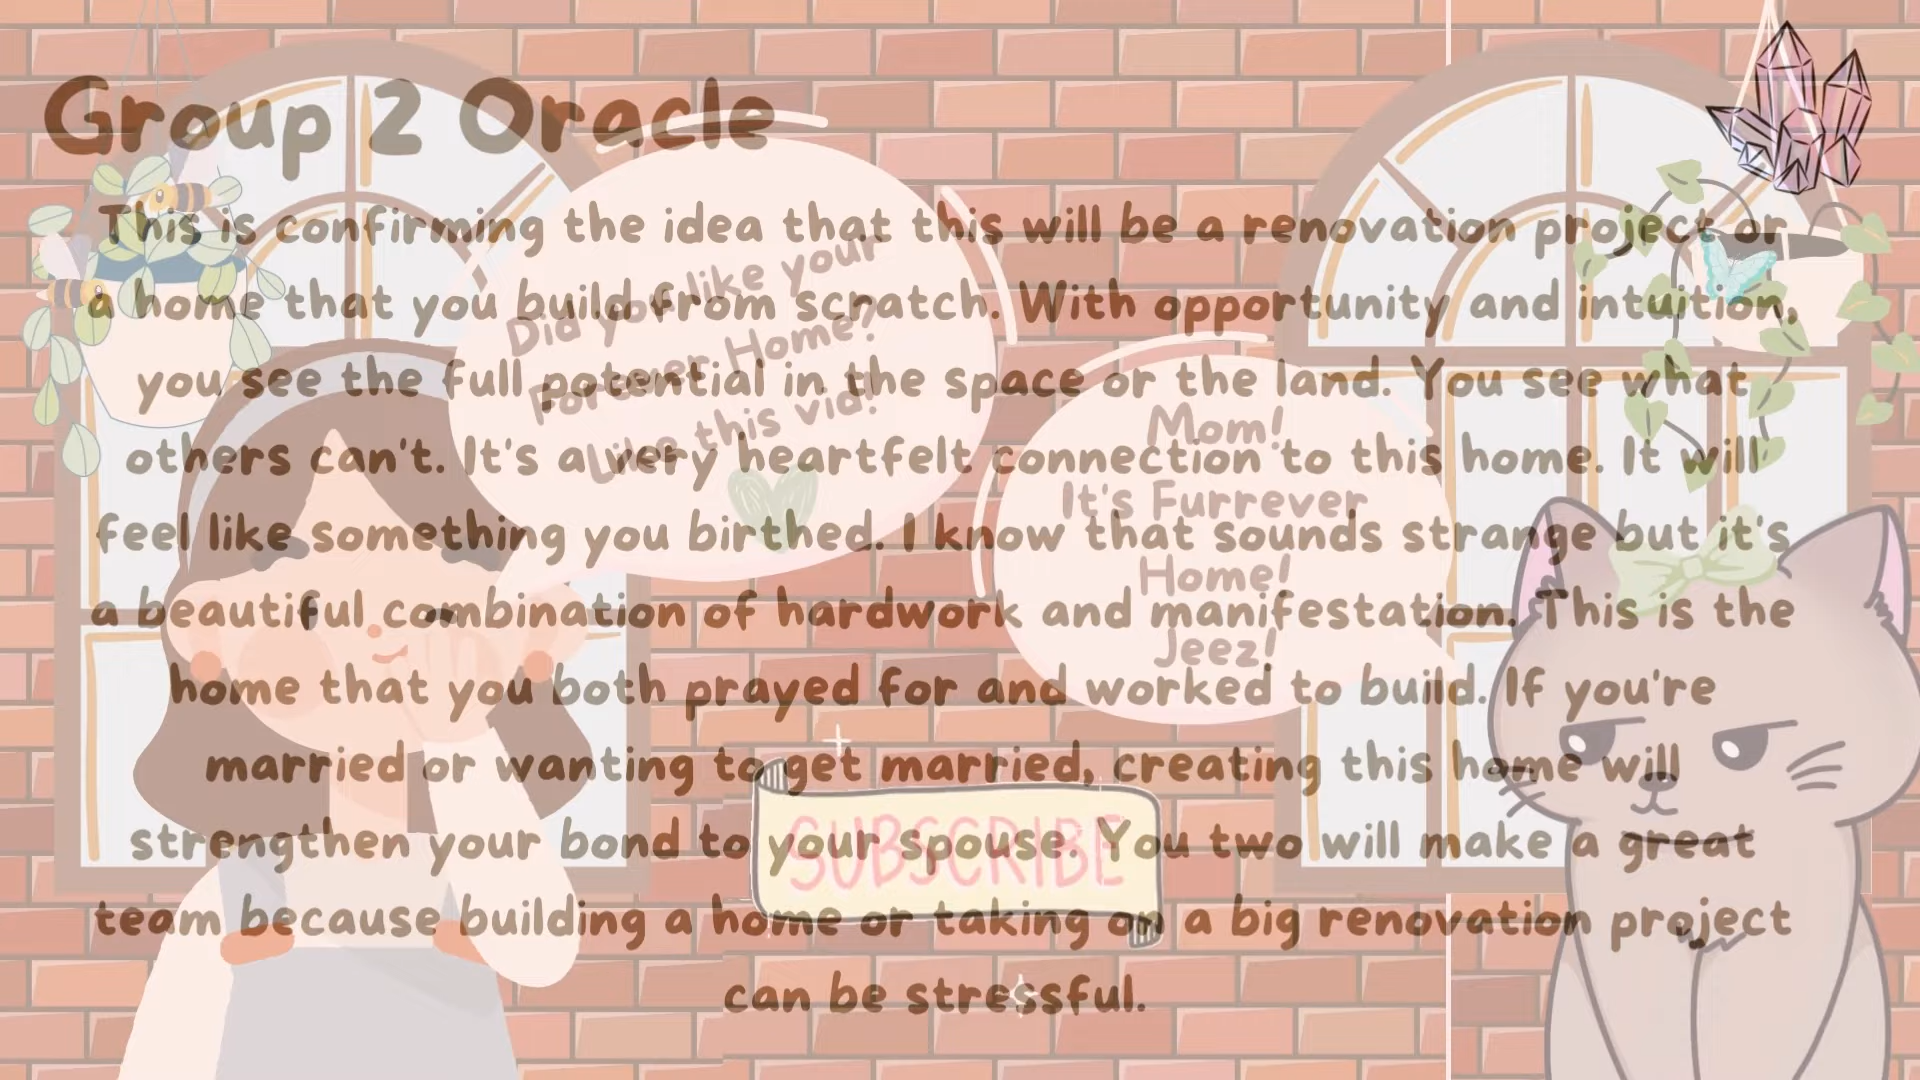 Group 2 Oracle
This is confirming the idea that this will be a renovation project or
a home that you build from scratch. With opportunity and intuition,
you see the full potential in the space or the land. You see what
others can't. It's a very heartfelt connection to this home. It will
feel like something you birthed. I know that sounds strange but it's
a beautiful combination of hardwork and manifestation. This is the
home that you both prayed for and worked to build. If you're
married or wanting to get married, creating this home will
strengthen your bond to your spouse. You two will make a great
team because building a home or taking on a big renovation project
can be stressful.
Did you like your
Forever Home?
Like this vid!
Mom!
It's Furrever
Home!
Jeez!
SUBSCRIBE